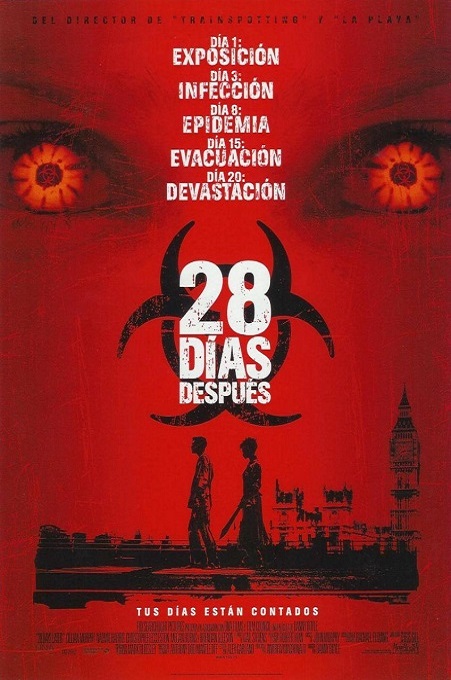 DEL DIRECTOR DE "TRAINSPOTTING" Y "LA PLAYA"
DÍA 1:
EXPOSICIÓN
DÍA 3:
INFECCIÓN
DÍA 8:
EPIDEMIA
DÍA 15:
EVACUACIÓN
DÍA 20:
DEVASTACIÓN
28
DÍAS
DESPUÉS
TUS DÍAS ESTÁN CONTADOS